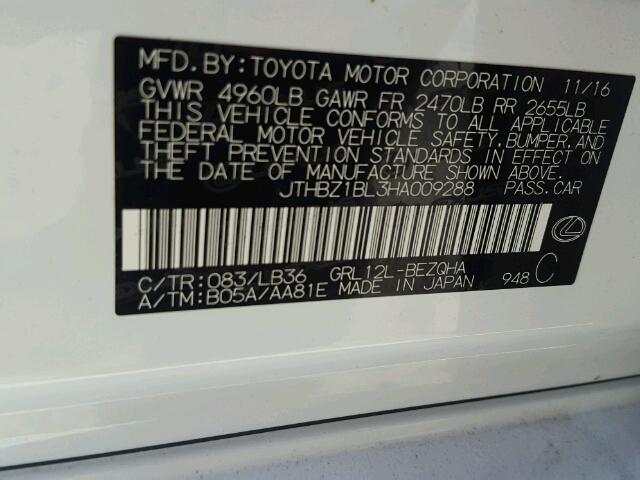 MFD.BY:TOYOTA MOTOR CORPORATION 11/16
GVWR 4960LB GAWR FR 2470LB RR 2655LB
THIS VEHICLE CONFORMS TO ALL APPLICABLE
FEDERAL MOTOR VEHICLE SAFETY,BUMPER,AND
THEFT PREVENTION STANDARDS IN EFFECT ON
THE DATE OF MANUFACTURE SHOWN ABOVE.
JTHBZ1BL3HA009288 PASS.CAR
C/TR:083/LB36 GRL12L-BEZQHA
A/TM:B05A/AA81E MADE IN JAPAN 948 C